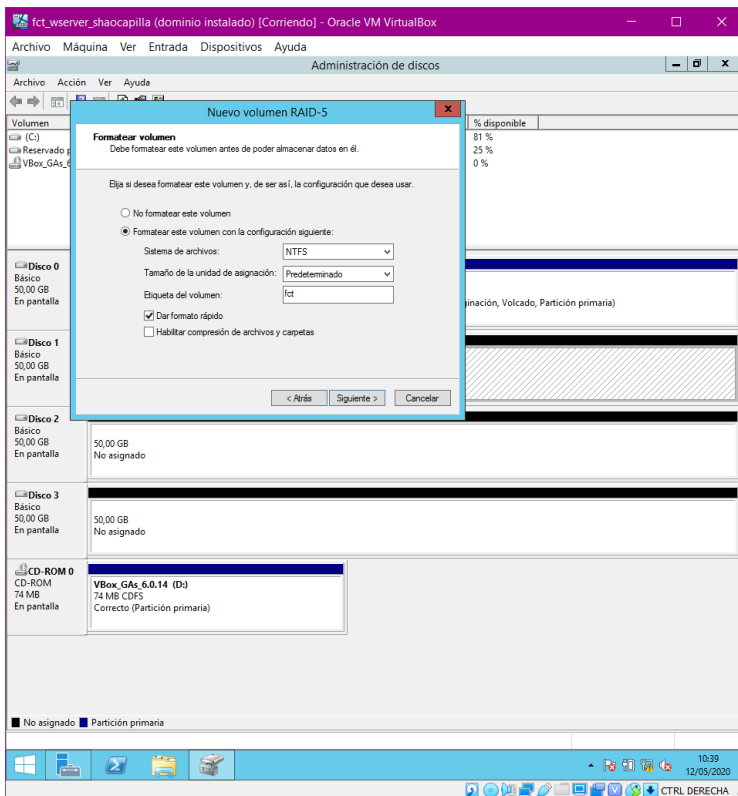 fct_wserver_shaocapilla (dominio instalado) [Corriendo] - Oracle VM VirtualBox
Archivo Máquina Ver Entrada Dispositivos Ayuda
Administración de discos
Archivo Acción Ver Ayuda
Nuevo volumen RAID-5
Volumen
% disponible
(C:)
81 %
Reservado
25 %
VBox_GAs_6
0 %
Formatear volumen
Debe formatear este volumen antes de poder almacenar datos en él.
Elija si desea formatear este volumen y, de ser así, la configuración que desea usar.
No formatear este volumen
Formatear este volumen con la configuración siguiente:
Sistema de archivos: NTFS
Tamaño de la unidad de asignación: Predeterminado
Etiqueta del volumen: fct
Dar formato rápido
Habilitar compresión de archivos y carpetas
< Atrás Siguiente > Cancelar
Disco 0
Básico
50,00 GB
En pantalla
ginación, Volcado, Partición primaria)
Disco 1
Básico
50,00 GB
En pantalla
Disco 2
Básico
50,00 GB
En pantalla
50,00 GB
No asignado
Disco 3
Básico
50,00 GB
En pantalla
50,00 GB
No asignado
CD-ROM 0
CD-ROM
74 MB
En pantalla
VBox_GAs_6.0.14 (D:)
74 MB CDFS
Correcto (Partición primaria)
No asignado Partición primaria
10:39
12/05/2020
CTRL DERECHA